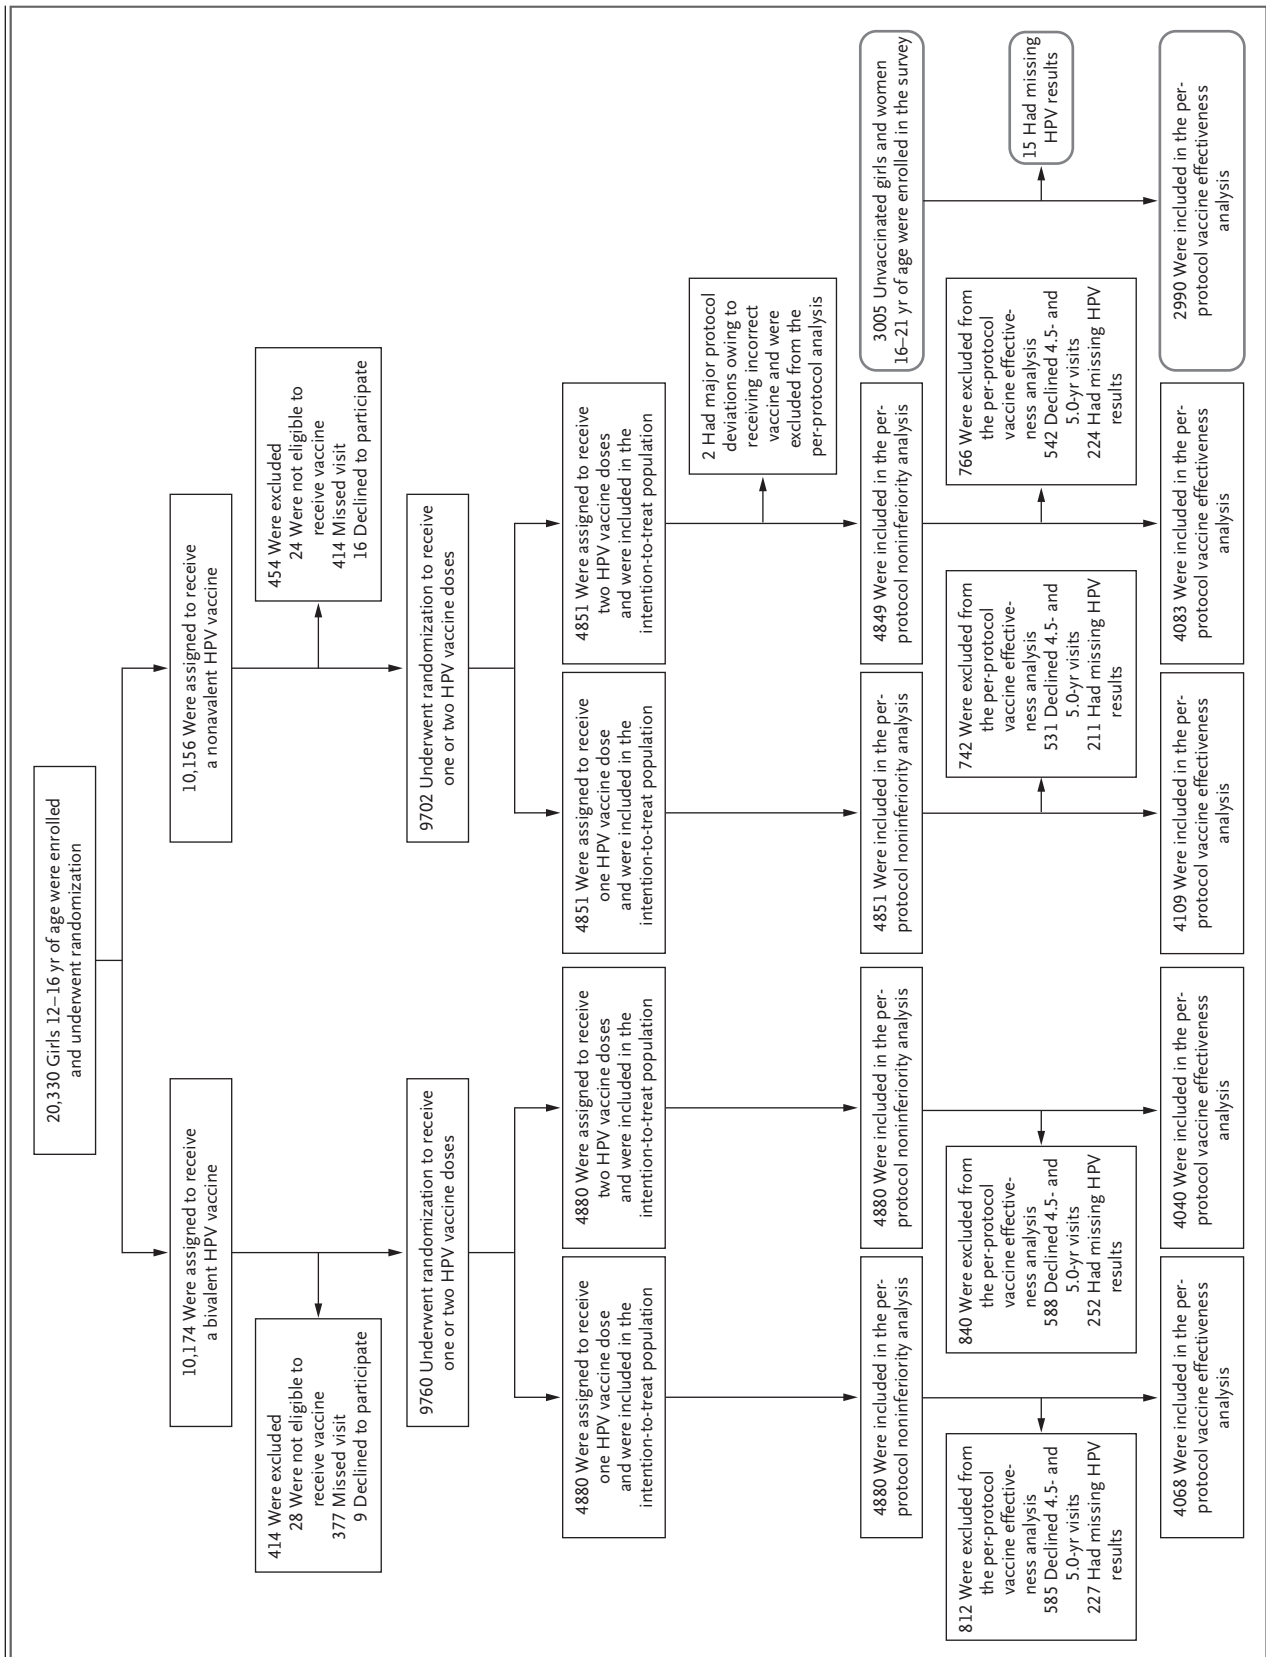 20,330 Girls 12–16 yr of age were enrolled
and underwent randomization
10,174 Were assigned to receive
a bivalent HPV vaccine
10,156 Were assigned to receive
a nonavalent HPV vaccine
414 Were excluded
28 Were not eligible to
receive vaccine
377 Missed visit
9 Declined to participate
454 Were excluded
24 Were not eligible to
receive vaccine
414 Missed visit
16 Declined to participate
9760 Underwent randomization to receive
one or two HPV vaccine doses
9702 Underwent randomization to receive
one or two HPV vaccine doses
4880 Were assigned to receive
one HPV vaccine dose
and were included in the
intention-to-treat population
4880 Were assigned to receive
two HPV vaccine doses
and were included in the
intention-to-treat population
4851 Were assigned to receive
one HPV vaccine dose
and were included in the
intention-to-treat population
4851 Were assigned to receive
two HPV vaccine doses
and were included in the
intention-to-treat population
2 Had major protocol
deviations owing to
receiving incorrect
vaccine and were
excluded from the
per-protocol analysis
4880 Were included in the per-
protocol noninferiority analysis
4880 Were included in the per-
protocol noninferiority analysis
4851 Were included in the per-
protocol noninferiority analysis
4849 Were included in the per-
protocol noninferiority analysis
3005 Unvaccinated girls and women
16–21 yr of age were enrolled in the survey
812 Were excluded from
the per-protocol
vaccine effective-
ness analysis
585 Declined 4.5- and
5.0-yr visits
227 Had missing HPV
results
840 Were excluded from
the per-protocol
vaccine effective-
ness analysis
588 Declined 4.5- and
5.0-yr visits
252 Had missing HPV
results
742 Were excluded from
the per-protocol
vaccine effective-
ness analysis
531 Declined 4.5- and
5.0-yr visits
211 Had missing HPV
results
766 Were excluded from
the per-protocol
vaccine effective-
ness analysis
542 Declined 4.5- and
5.0-yr visits
224 Had missing HPV
results
15 Had missing
HPV results
4068 Were included in the per-
protocol vaccine effectiveness
analysis
4040 Were included in the per-
protocol vaccine effectiveness
analysis
4109 Were included in the per-
protocol vaccine effectiveness
analysis
4083 Were included in the per-
protocol vaccine effectiveness
analysis
2990 Were included in the per-
protocol vaccine effectiveness
analysis